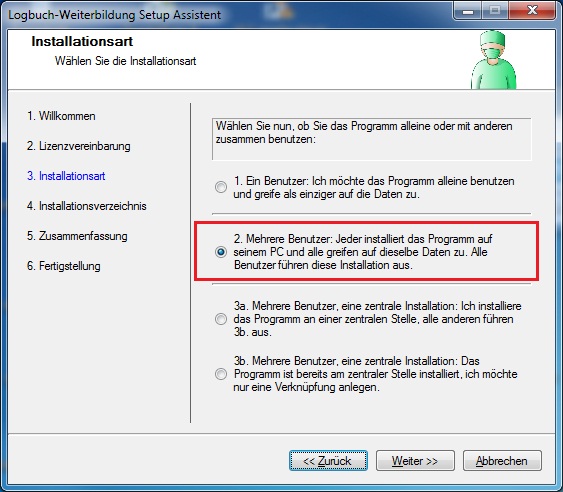 Logbuch-Weiterbildung Setup Assistent
Installationsart
Wählen Sie die Installationsart
1. Willkommen
2. Lizenzvereinbarung
3. Installationsart
4. Installationsverzeichnis
5. Zusammenfassung
6. Fertigstellung
Wählen Sie nun, ob Sie das Programm alleine oder mit anderen
zusammen benutzen:
1. Ein Benutzer: Ich möchte das Programm alleine benutzen
und greife als einziger auf die Daten zu.
2. Mehrere Benutzer: Jeder installiert das Programm auf
seinem PC und alle greifen auf dieselbe Daten zu. Alle
Benutzer führen diese Installation aus.
3a. Mehrere Benutzer, eine zentrale Installation: Ich installiere
das Programm an einer zentralen Stelle, alle anderen führen
3b. aus.
3b. Mehrere Benutzer, eine zentrale Installation: Das
Programm ist bereits am zentraler Stelle installiert, ich möchte
nur eine Verknüpfung anlegen.
<< Zurück
Weiter >>
Abbrechen